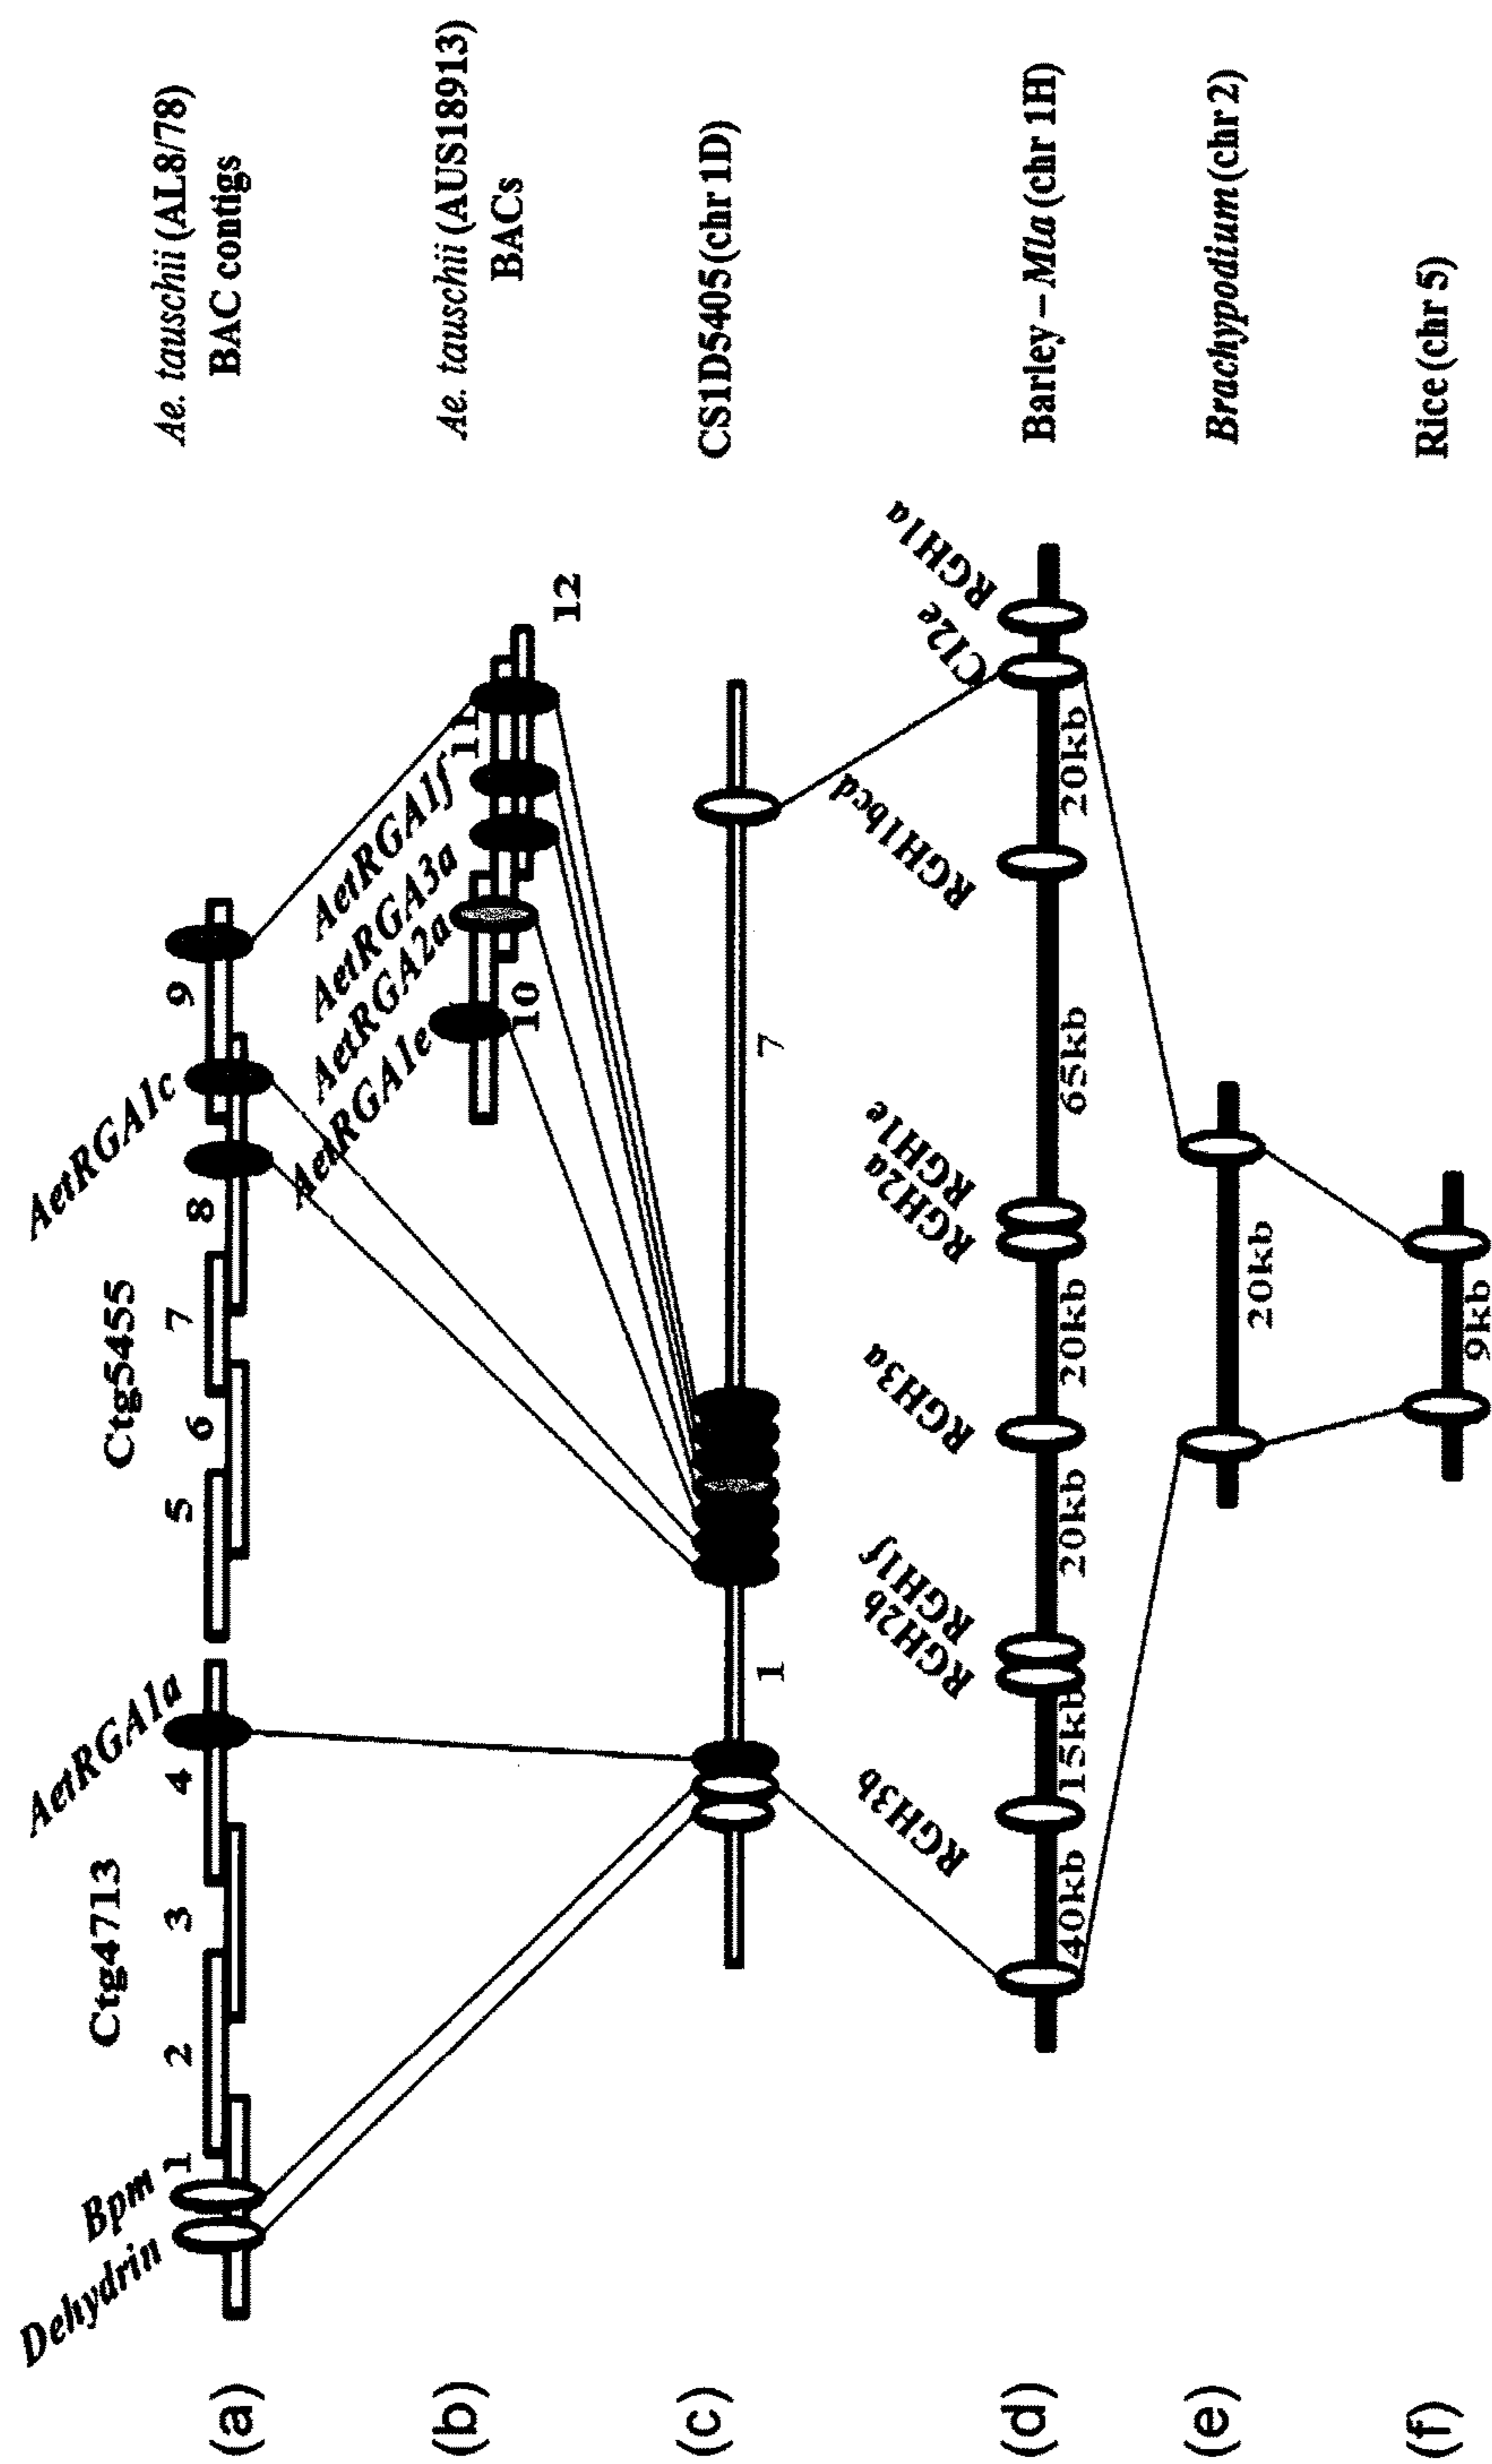 (a)
Dehydrin
Bpm
Ctg4713
1
2
3
4
AetRGA1a
Ctg5455
5
6
7
8
9
AetRGA1c
Ae. tauschii (AL8/78)
BAC contigs
(b)
AetRGA1e
AetRGA2a
AetRGA3a
AetRGA1f
10
11
12
Ae. tauschii (AUS18913)
BACs
(c)
1
7
CS1D5405 (chr 1D)
(d)
RGH3b
RGH2b
RGH1f
RGH3a
RGH2a
RGH1e
RGH1bcd
CI2e
RGH1a
40kb
15kb
20kb
20kb
65kb
20kb
Barley – Mla (chr 1H)
(e)
20kb
Brachypodium (chr 2)
(f)
9kb
Rice (chr 5)